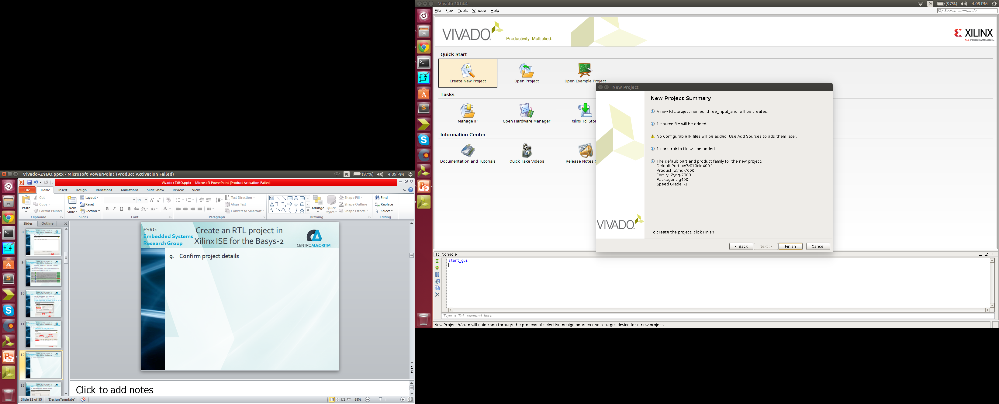 Vivado+ZYBO.pptx - Microsoft PowerPoint (Product Activation Failed)
Pt (97%) 4:09 PM
Vivado+ZYBO.pptx - Microsoft PowerPoint (Product Activation Failed)
File Home Insert Design Transitions Animations Slide Show Review View
Paste
Cut
Copy
Format Painter
Clipboard
New Slide
Layout
Reset
Section
Slides
19
Font
Text Direction
Align Text
Convert to SmartArt
Paragraph
Arrange
Quick Styles
Shape Fill
Shape Outline
Shape Effects
Drawing
Find
Replace
Select
Editing
Slides Outline
8
9
10
11
12
13
ESRG
Embedded Systems
Research Group
Create an RTL project in
Xilinx ISE for the Basys-2
CENTROALGORITMI
9. Confirm project details
Click to add notes
Slide 12 of 55 "DesignTemplate" 68%
Vivado 2014.4
Pt (97%) 4:09 PM
File Flow Tools Window Help
Search commands
VIVADO.
Productivity. Multiplied.
XILINX
ALL PROGRAMMABLE.
Quick Start
Create New Project
Open Project
Open Example Project
Tasks
Manage IP
Open Hardware Manager
Xilinx Tcl Stor
Information Center
Documentation and Tutorials
Quick Take Videos
Release Notes
New Project
New Project Summary
A new RTL project named 'three_input_and' will be created.
1 source file will be added.
No Configurable IP files will be added. Use Add Sources to add them later.
1 constraints file will be added.
The default part and product family for the new project:
Default Part: xc7z010clg400-1
Product: Zynq-7000
Family: Zynq-7000
Package: clg400
Speed Grade: -1
VIVADO.
To create the project, click Finish
< Back Next > Finish Cancel
Tcl Console
start_gui
Type a Tcl command here
New Project Wizard will guide you through the process of selecting design sources and a target device for a new project.